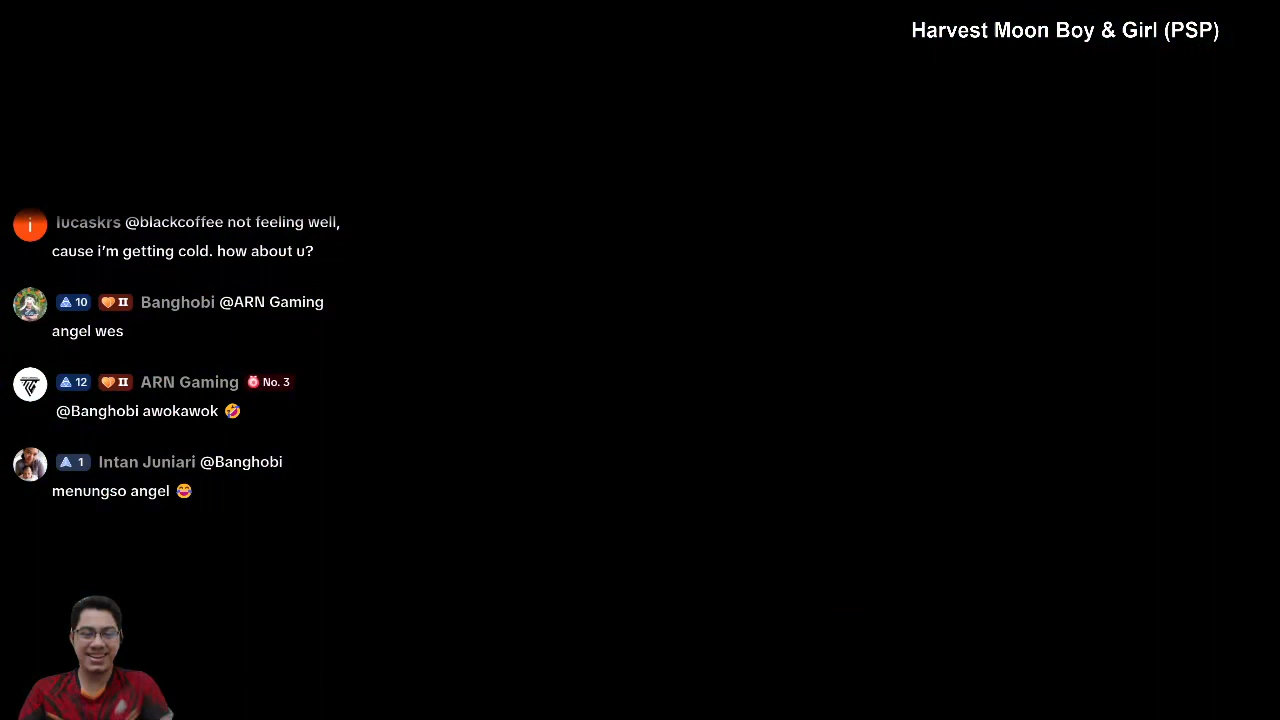 Harvest Moon Boy & Girl (PSP)
i lucaskrs @blackcoffee not feeling well,
cause i’m getting cold. how about u?
10 II Banghobi @ARN Gaming
angel wes
12 II ARN Gaming No. 3
@Banghobi awokawok 🤣
1 Intan Juniari @Banghobi
menungso angel 😂